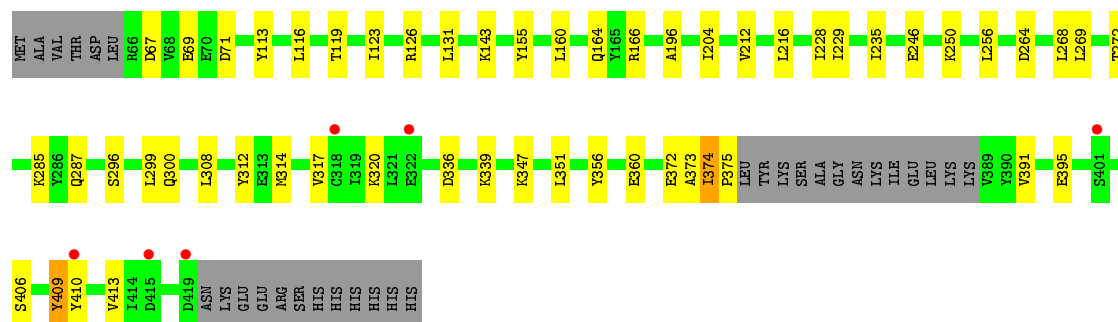 MET ALA VAL THR ASP LEU R66 D67 V68 E69 E70 D71 Y113 L116 T119 I123 R126 L131 K143 Y155 L160 Q164 Y165 R166 A196 I204 V212 L216 I228 I229 I235 E246 K250 L256 D264 L268 L269 T272
K285 Y286 Q287 S296 L299 Q300 L308 Y312 E313 M314 V317 C318 I319 K320 L321 E322 D336 K339 K347 L351 Y356 E360 E372 A373 I374 P375 LEU TYR LYS SER ALA GLY ASN LYS ILE GLU LEU LYS LYS V389 Y390 V391 E395 S401
S406 Y409 Y410 V413 I414 D415 D419 ASN LYS GLU GLU ARG SER HIS HIS HIS HIS HIS HIS